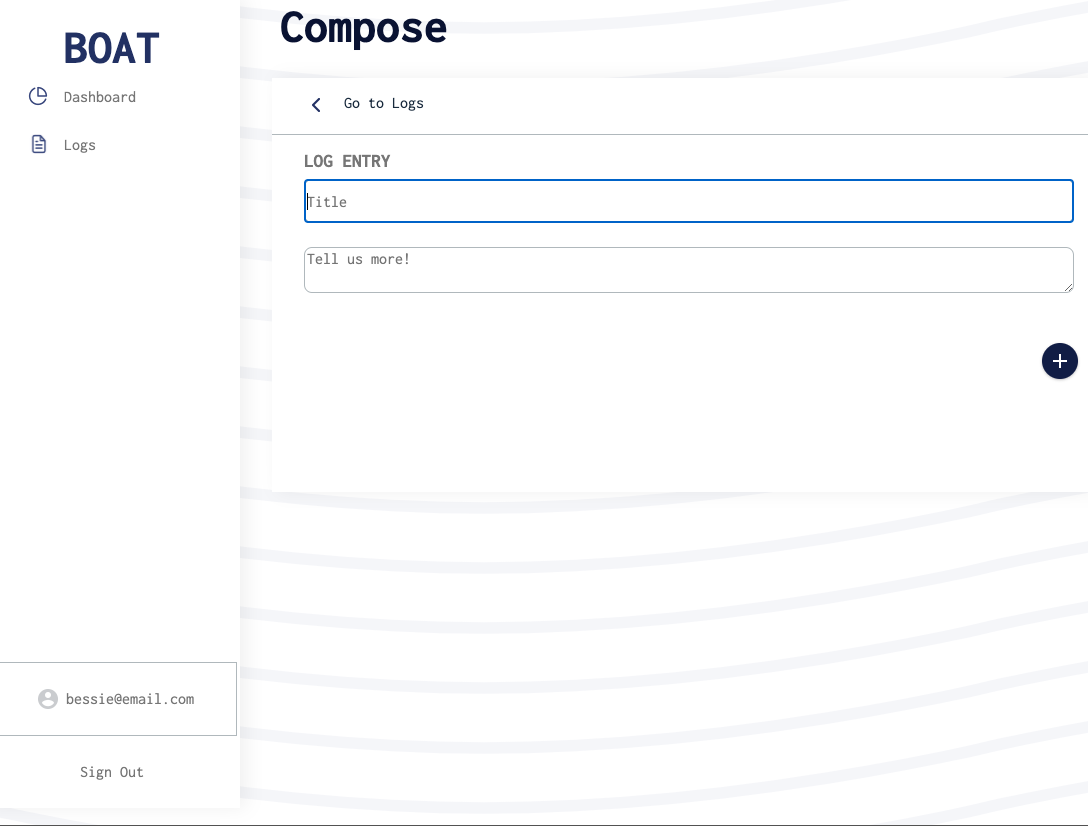 BOAT
Dashboard
Logs
bessie@email.com
Sign Out
Compose
Go to Logs
LOG ENTRY
Title
Tell us more!